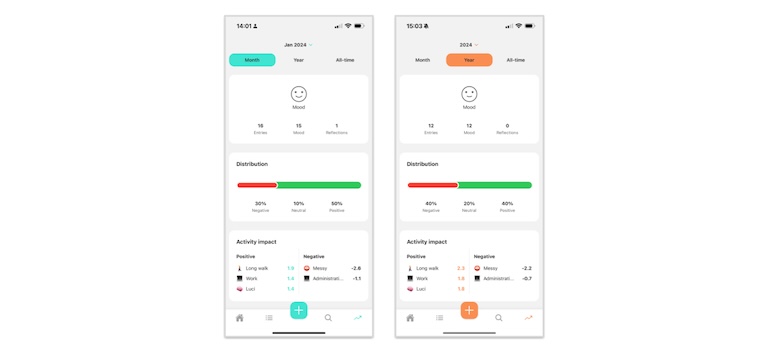 14:01
Jan 2024
Month Year All-time
Mood
16 15 1
Entries Mood Reflections
Distribution
30% 10% 50%
Negative Neutral Positive
Activity impact
Positive Negative
Long walk 1.6 Messy -2.6
Work 1.4 Administrati... -1.1
Luci 1.4
15:03
2024
Month Year All-time
Mood
12 12 0
Entries Mood Reflections
Distribution
40% 20% 40%
Negative Neutral Positive
Activity impact
Positive Negative
Long walk 2.3 Messy -2.2
Work 1.8 Administrati... -0.7
Luci 1.8